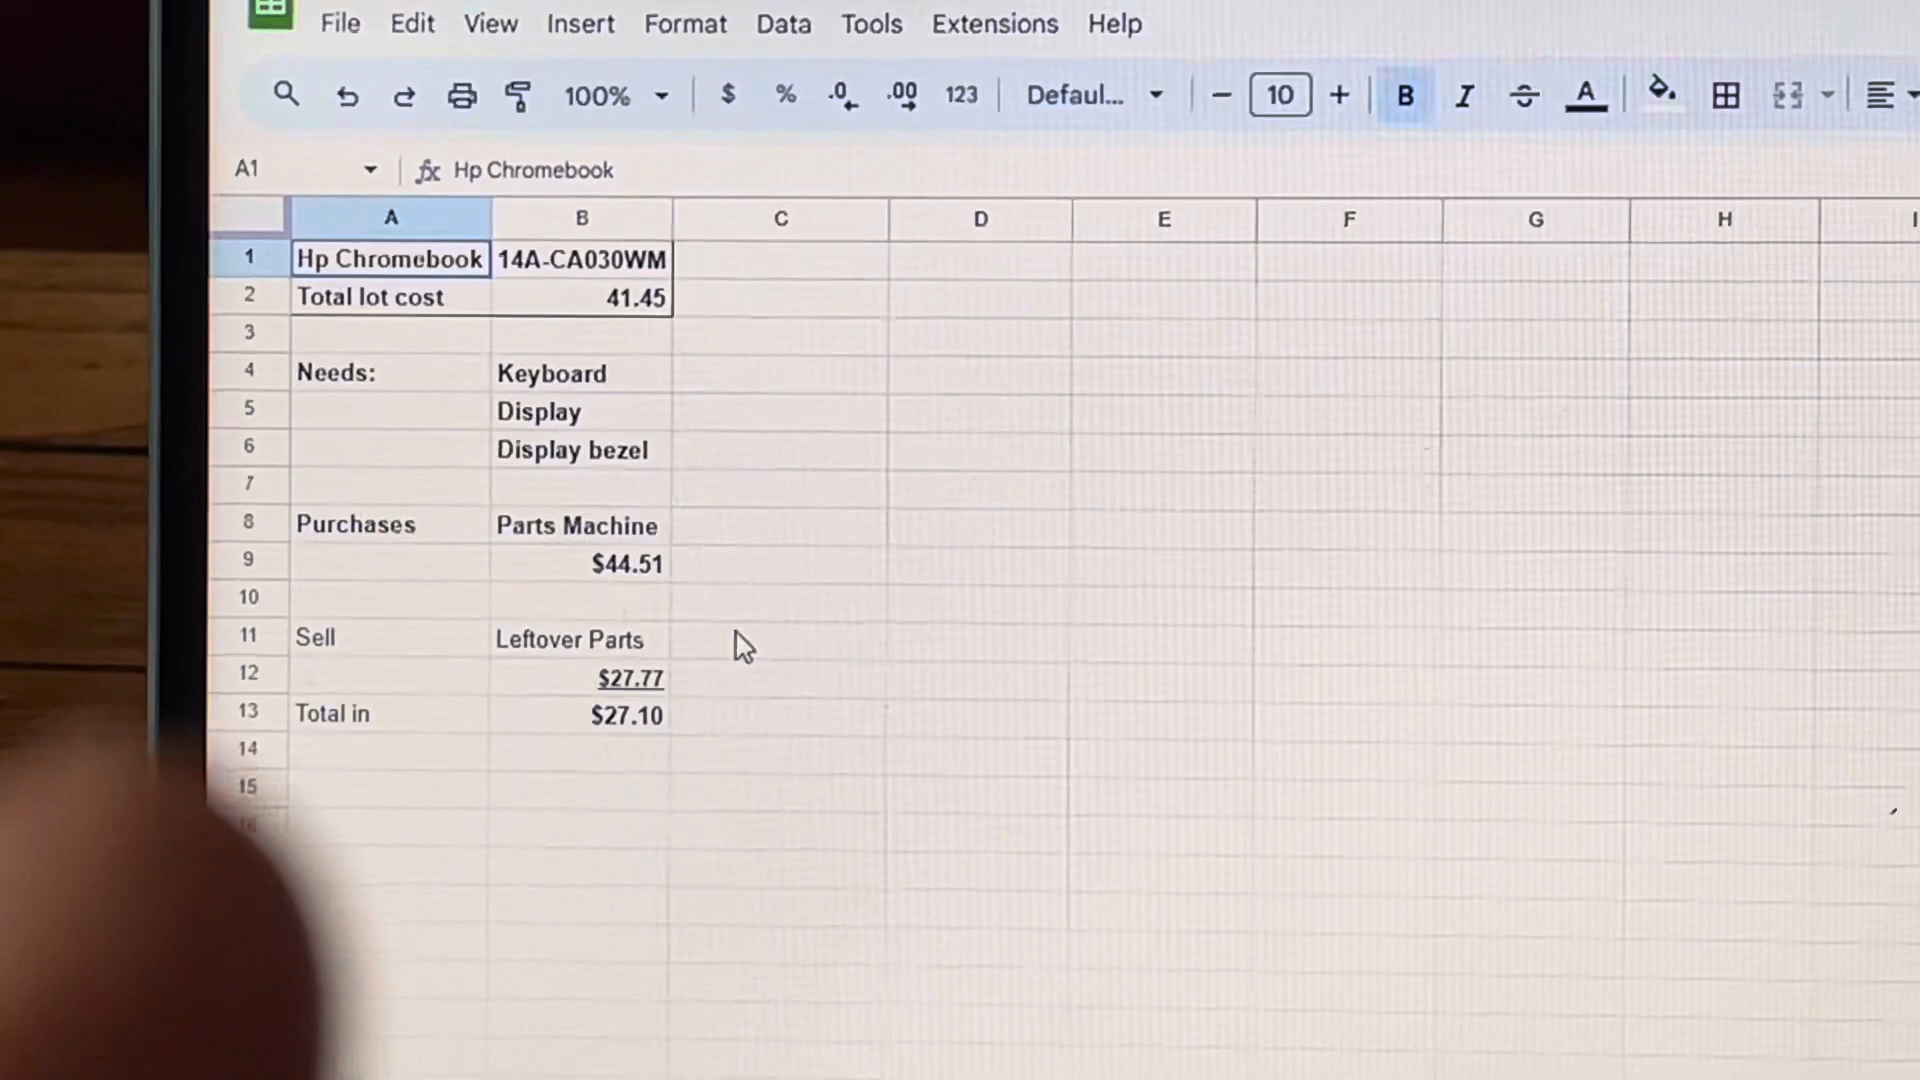 File Edit View Insert Format Data Tools Extensions Help
100% $ % .0 .00 123 Defaul... − 10 + B I A
A1 fx Hp Chromebook
A B C D E F G H I
1 Hp Chromebook 14A-CA030WM
2 Total lot cost 41.45
3
4 Needs: Keyboard
5 Display
6 Display bezel
7
8 Purchases Parts Machine
9 $44.51
10
11 Sell Leftover Parts
12 $27.77
13 Total in $27.10
14
15